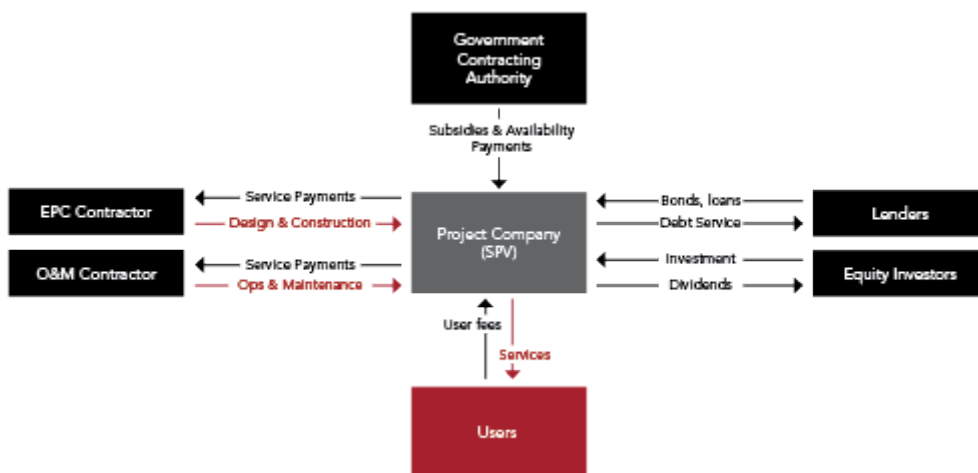 Government
Contracting
Authority
Subsidies & Availability
Payments
Service Payments
Bonds, loans
EPC Contractor
Lenders
Design & Construction
Debt Service
Project Company
(SPV)
Service Payments
Investment
O&M Contractor
Equity Investors
Ops & Maintenance
Dividends
User fees
Services
Users